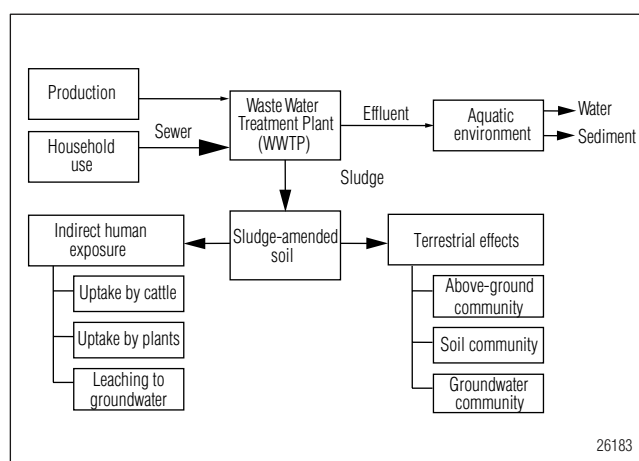 Production
Household
use
Sewer
Waste Water
Treatment Plant
(WWTP)
Effluent
Aquatic
environment
Water
Sediment
Sludge
Indirect human
exposure
Sludge-amended
soil
Terrestrial effects
Uptake by cattle
Uptake by plants
Leaching to
groundwater
Above-ground
community
Soil community
Groundwater
community
26183